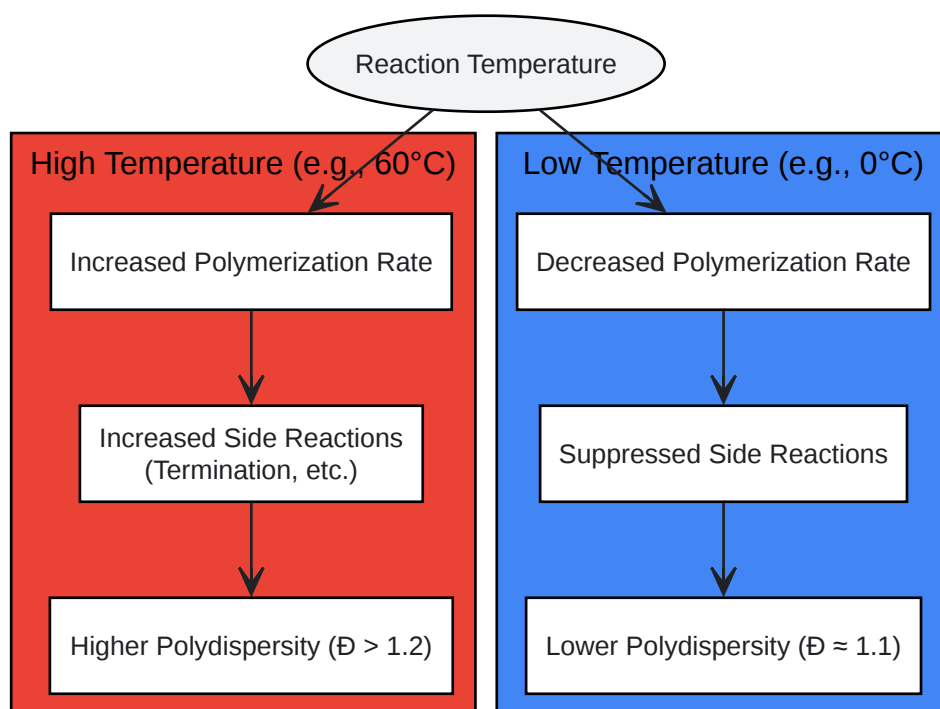 Reaction Temperature
High Temperature (e.g., 60°C)
Increased Polymerization Rate
Increased Side Reactions
(Termination, etc.)
Higher Polydispersity (Đ > 1.2)
Low Temperature (e.g., 0°C)
Decreased Polymerization Rate
Suppressed Side Reactions
Lower Polydispersity (Đ ≈ 1.1)